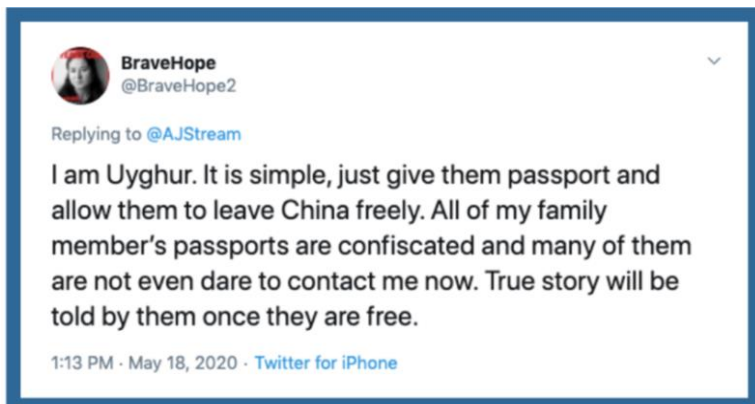 BraveHope
@BraveHope2
Replying to @AJStream
I am Uyghur. It is simple, just give them passport and
allow them to leave China freely. All of my family
member's passports are confiscated and many of them
are not even dare to contact me now. True story will be
told by them once they are free.
1:13 PM · May 18, 2020 · Twitter for iPhone